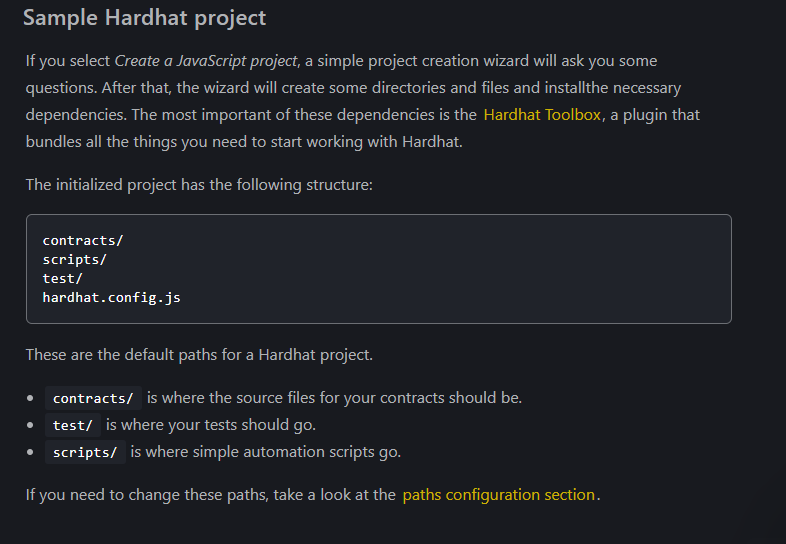 Sample Hardhat project
If you select Create a JavaScript project, a simple project creation wizard will ask you some
questions. After that, the wizard will create some directories and files and installthe necessary
dependencies. The most important of these dependencies is the Hardhat Toolbox, a plugin that
bundles all the things you need to start working with Hardhat.
The initialized project has the following structure:
contracts/
scripts/
test/
hardhat.config.js
These are the default paths for a Hardhat project.
• contracts/ is where the source files for your contracts should be.
• test/ is where your tests should go.
• scripts/ is where simple automation scripts go.
If you need to change these paths, take a look at the paths configuration section.